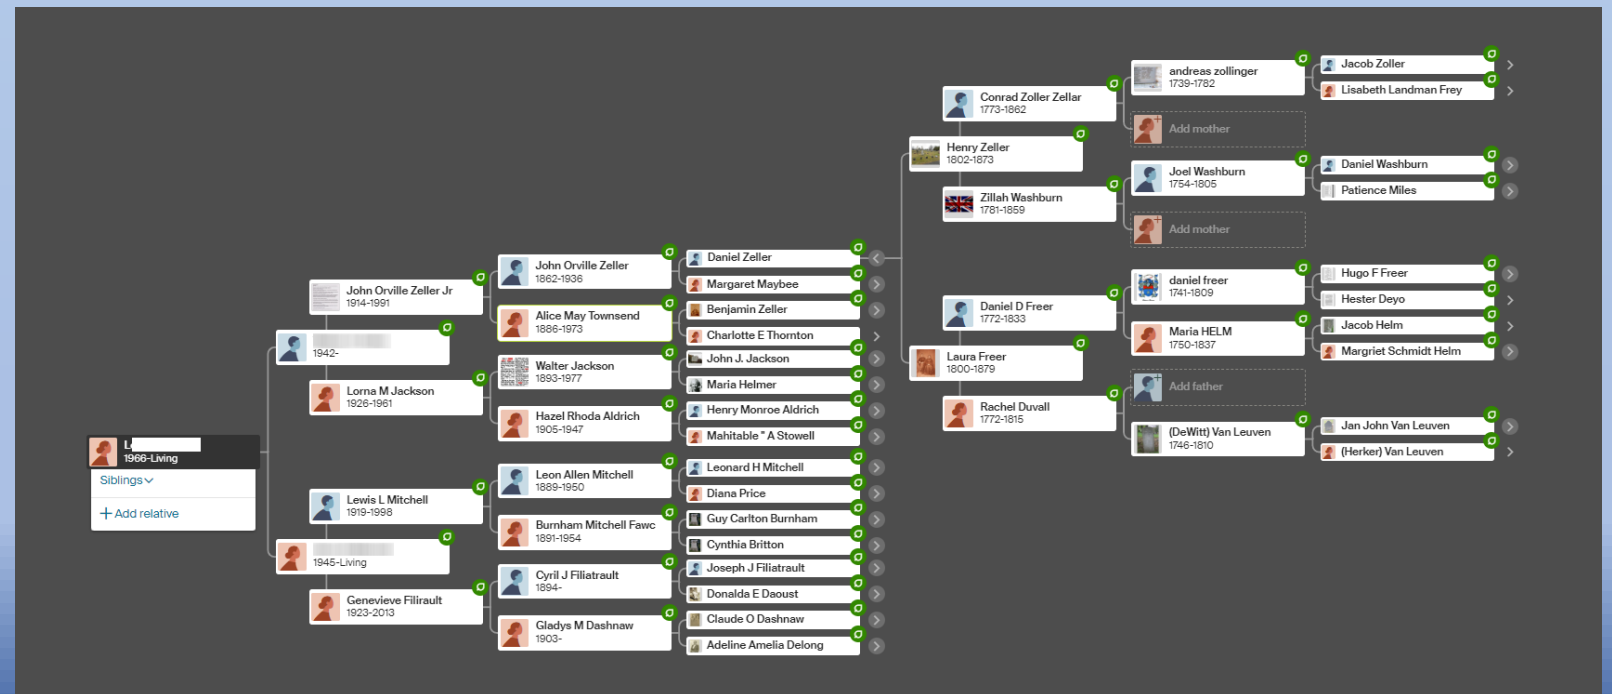 L
1966-Living
Siblings
Add relative
1942-
1945-Living
John Orville Zeller Jr
1914-1991
Lorna M Jackson
1926-1961
Lewis L Mitchell
1919-1998
Genevieve Filirault
1923-2013
John Orville Zeller
1862-1936
Alice May Townsend
1886-1973
Walter Jackson
1893-1977
Hazel Rhoda Aldrich
1905-1947
Leon Allen Mitchell
1889-1950
Burnham Mitchell Fawc
1891-1954
Cyril J Filiatrault
1894-
Gladys M Dashnaw
1903-
Daniel Zeller
Margaret Maybee
Benjamin Zeller
Charlotte E Thornton
John J. Jackson
Maria Helmer
Henry Monroe Aldrich
Mahitable " A Stowell
Leonard H Mitchell
Diana Price
Guy Carlton Burnham
Cynthia Britton
Joseph J Filiatrault
Donalda E Daoust
Claude O Dashnaw
Adeline Amelia Delong
Henry Zeller
1802-1873
Laura Freer
1800-1879
Conrad Zoller Zellar
1773-1862
Zillah Washburn
1781-1859
Daniel D Freer
1772-1833
Rachel Duvall
1772-1815
andreas zollinger
1739-1782
Add mother
Joel Washburn
1754-1805
Add mother
daniel freer
1741-1809
Maria HELM
1750-1837
Add father
(DeWitt) Van Leuven
1746-1810
Jacob Zoller
Lisabeth Landman Frey
Daniel Washburn
Patience Miles
Hugo F Freer
Hester Deyo
Jacob Helm
Margriet Schmidt Helm
Jan John Van Leuven
(Herker) Van Leuven